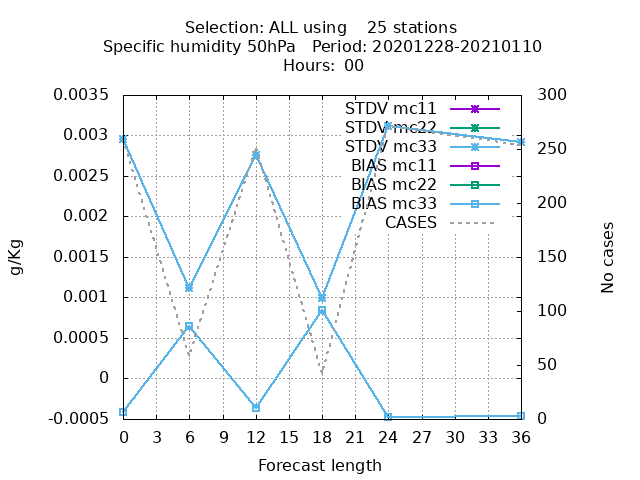 Selection: ALL using    25 stations
Specific humidity 50hPa   Period: 20201228-20210110
Hours:  00
0.0035
0.003
0.0025
0.002
0.0015
0.001
0.0005
0
-0.0005
g/Kg
STDV mc11
STDV mc22
STDV mc33
BIAS mc11
BIAS mc22
BIAS mc33
CASES
300
250
200
150
100
50
0
No cases
0 3 6 9 12 15 18 21 24 27 30 33 36
Forecast length